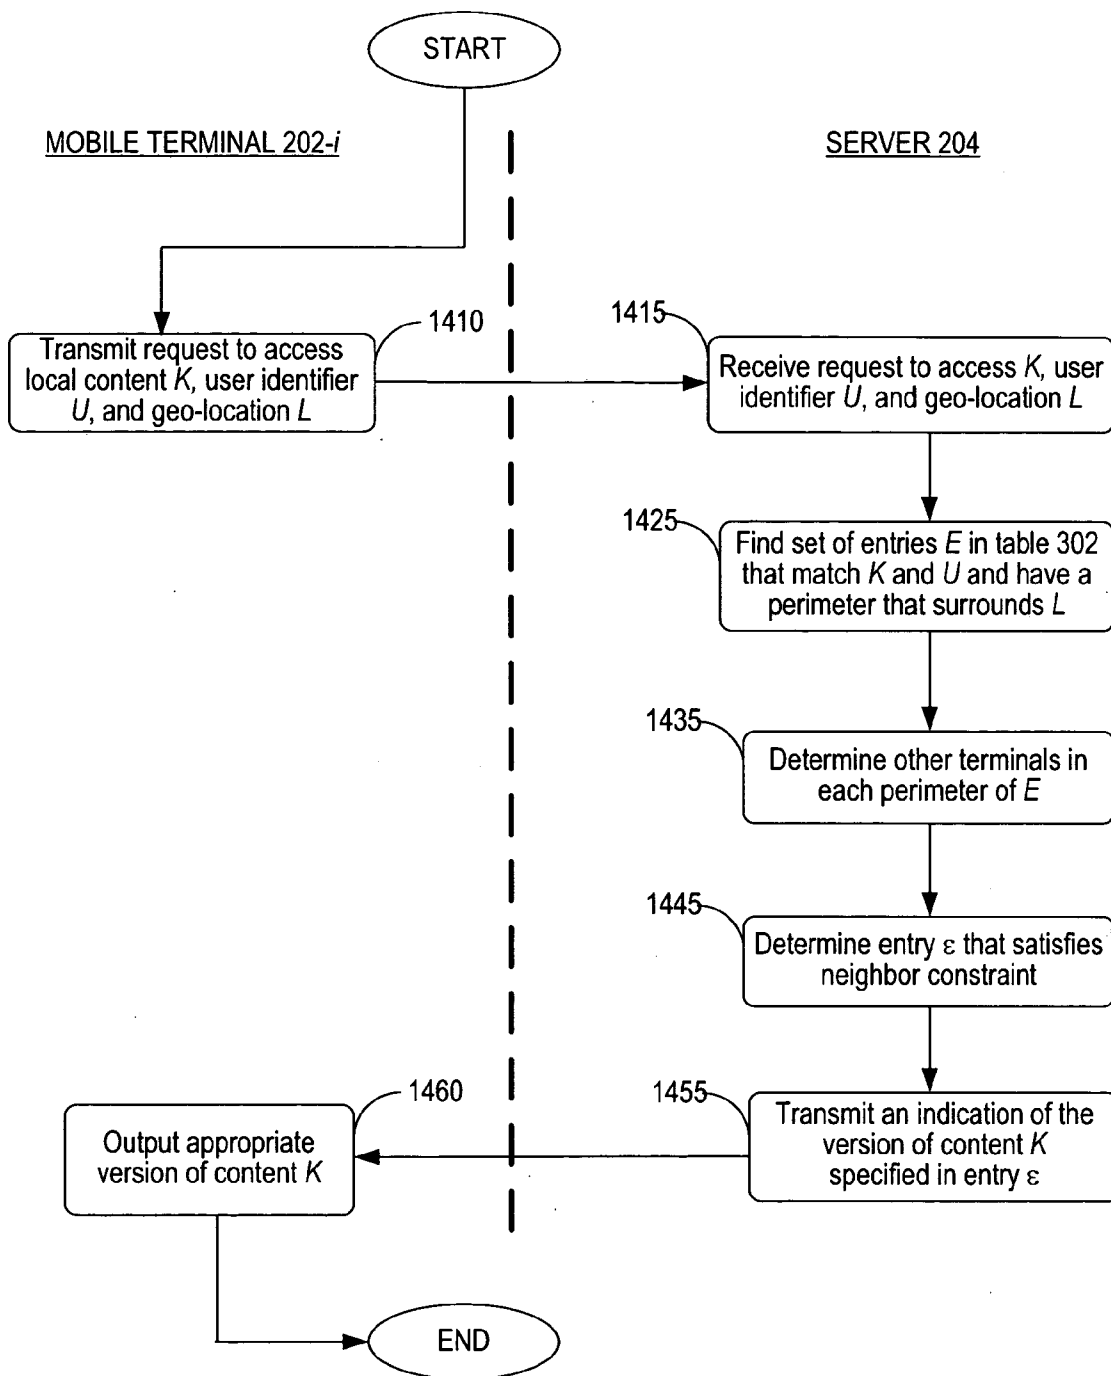 START
MOBILE TERMINAL 202-i
SERVER 204
1410
Transmit request to access
local content K, user identifier
U, and geo-location L
1415
Receive request to access K, user
identifier U, and geo-location L
1425
Find set of entries E in table 302
that match K and U and have a
perimeter that surrounds L
1435
Determine other terminals in
each perimeter of E
1445
Determine entry ε that satisfies
neighbor constraint
1455
Transmit an indication of the
version of content K
specified in entry ε
1460
Output appropriate
version of content K
END